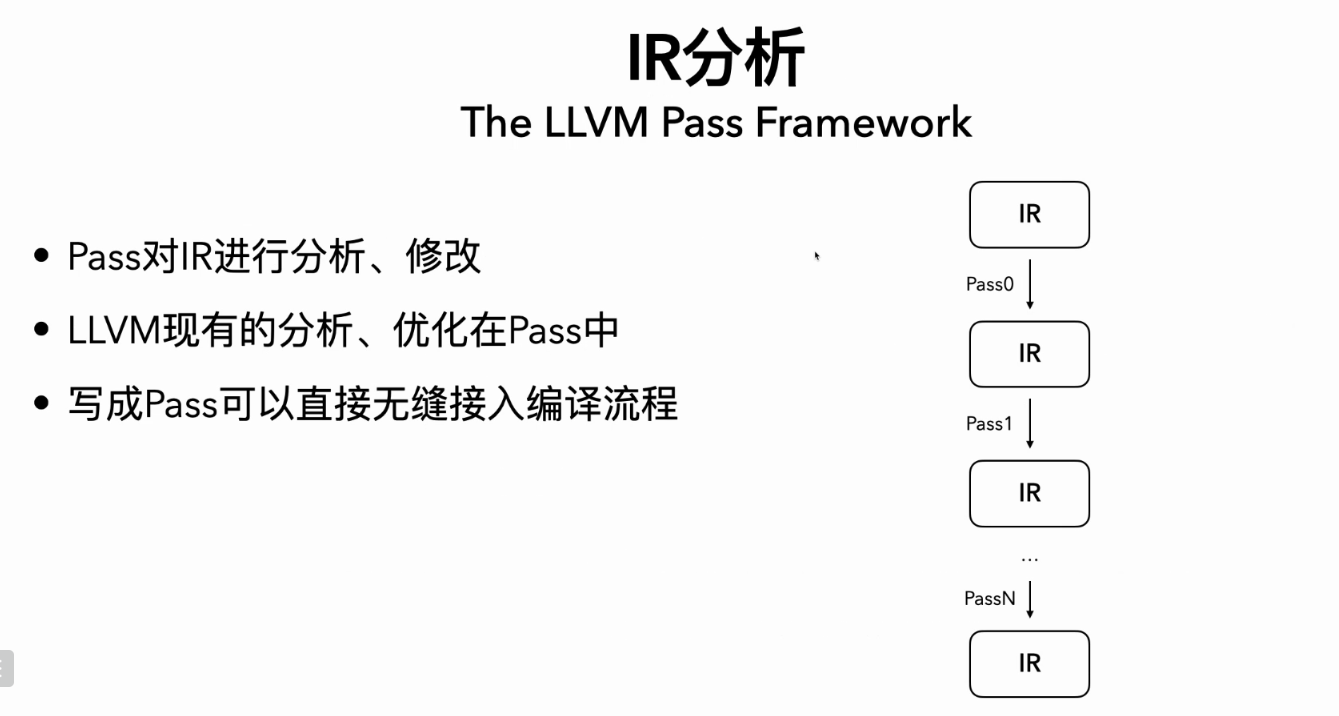 IR分析
The LLVM Pass Framework
• Pass对IR进行分析、修改
• LLVM现有的分析、优化在Pass中
• 写成Pass可以直接无缝接入编译流程
IR
Pass0
IR
Pass1
IR
...
PassN
IR